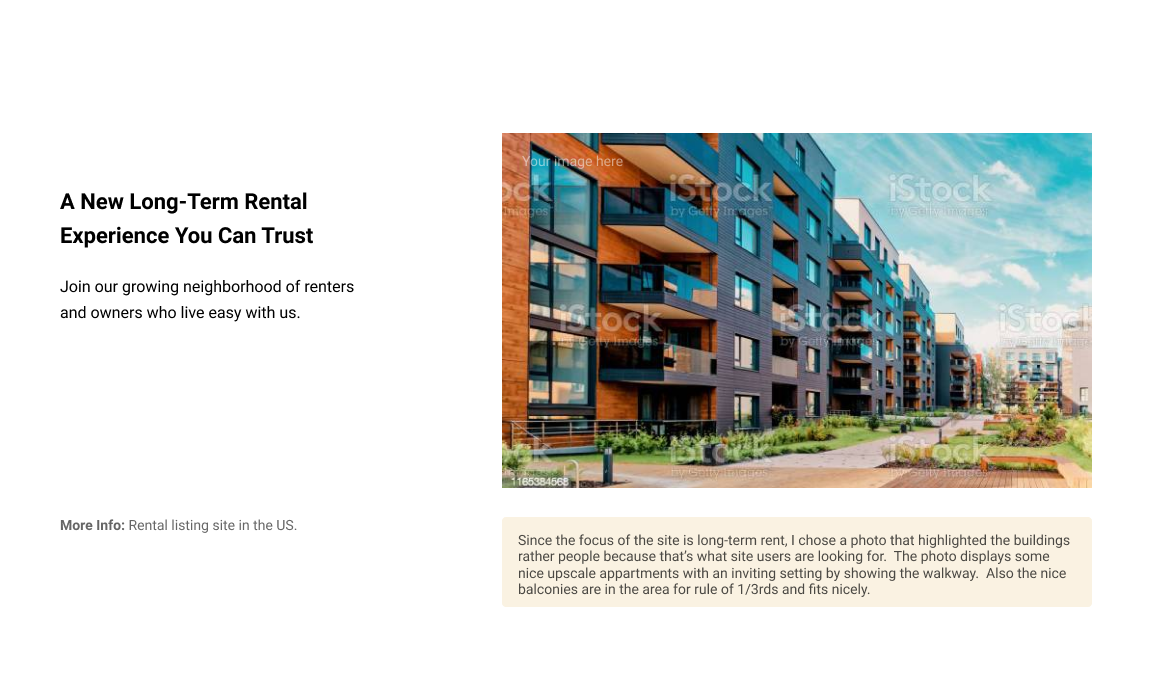 A New Long-Term Rental
Experience You Can Trust
Join our growing neighborhood of renters
and owners who live easy with us.
More Info: Rental listing site in the US.
Your image here
ock iStock iStock
Images by Getty Images™ by Getty Images
iStock iStock iStock
by Getty Images by Getty Images by Getty Images
ock iStock iStock
Images by Getty Images by Getty Images
1165384568
Since the focus of the site is long-term rent, I chose a photo that highlighted the buildings
rather people because that’s what site users are looking for.  The photo displays some
nice upscale appartments with an inviting setting by showing the walkway.  Also the nice
balconies are in the area for rule of 1/3rds and fits nicely.